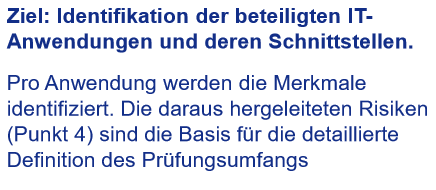 Ziel: Identifikation der beteiligten IT-
Anwendungen und deren Schnittstellen.
Pro Anwendung werden die Merkmale
identifiziert. Die daraus hergeleiteten Risiken
(Punkt 4) sind die Basis für die detaillierte
Definition des Prüfungsumfangs